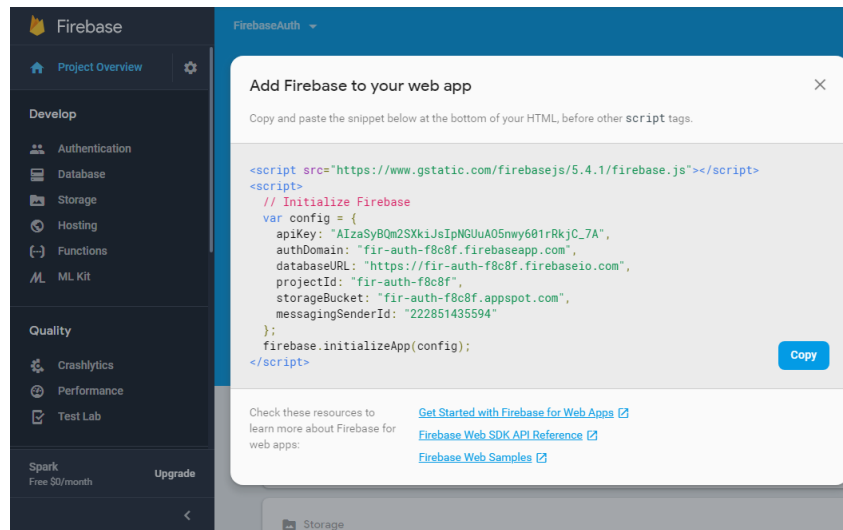 Firebase
Project Overview
Develop
Authentication
Database
Storage
Hosting
Functions
ML Kit
Quality
Crashlytics
Performance
Test Lab
Spark
Free $0/month
Upgrade
FirebaseAuth
Add Firebase to your web app
Copy and paste the snippet below at the bottom of your HTML, before other script tags.
<script src="https://www.gstatic.com/firebasejs/5.4.1/firebase.js"></script>
<script>
// Initialize Firebase
var config = {
apiKey: "AIzaSyBQm2SXkiJsIpNGUuAO5nwy601rRkjC_7A",
authDomain: "fir-auth-f8c8f.firebaseapp.com",
databaseURL: "https://fir-auth-f8c8f.firebaseio.com",
projectId: "fir-auth-f8c8f",
storageBucket: "fir-auth-f8c8f.appspot.com",
messagingSenderId: "222851435594"
};
firebase.initializeApp(config);
</script>
Copy
Check these resources to
learn more about Firebase for
web apps:
Get Started with Firebase for Web Apps
Firebase Web SDK API Reference
Firebase Web Samples
Storage